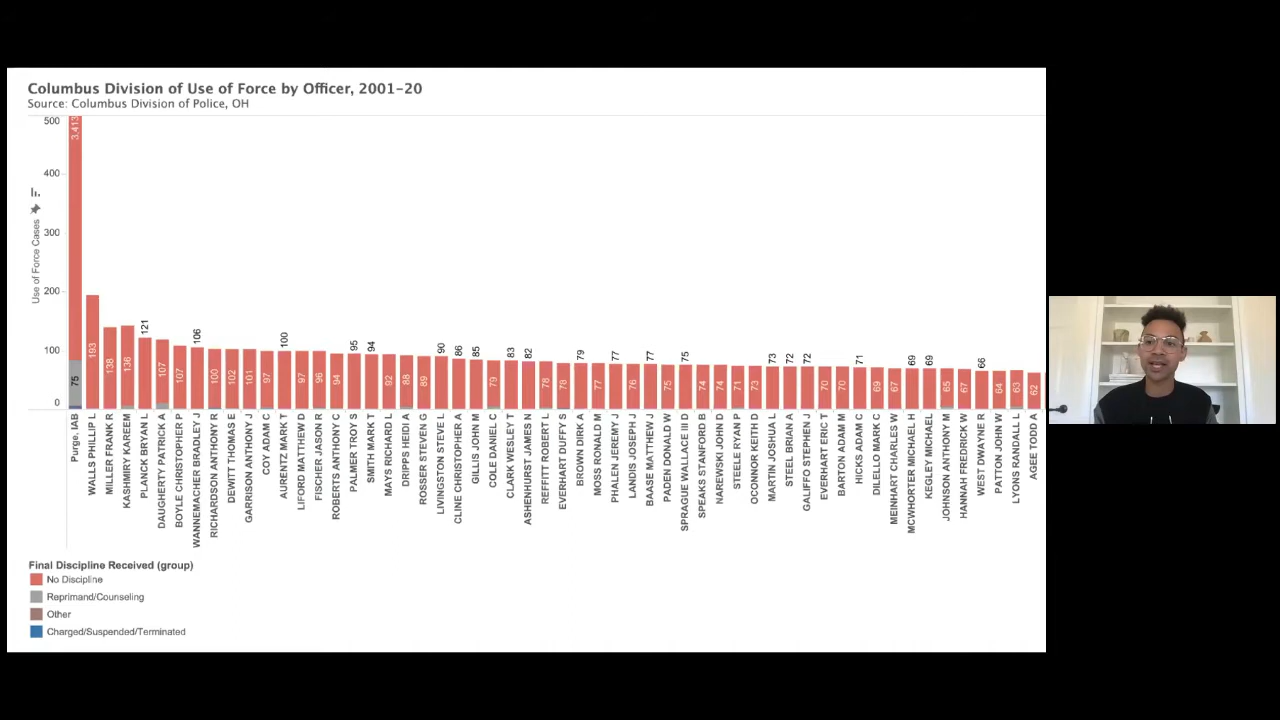 Columbus Division of Use of Force by Officer, 2001-20
Source: Columbus Division of Police, OH
500
400
300
200
100
0
Use of Force Cases
3,413
75
193
138
136
121
107
107
106
100
102
101
97
100
97
96
94
95
94
92
88
89
90
86
85
79
83
82
78
78
79
77
77
76
77
75
75
74
74
71
73
73
72
72
70
70
71
69
67
69
69
65
67
66
64
63
62
Purge. IAB
WALLS PHILLIP L
MILLER FRANK R
KASHMIRY KAREEM
PLANCK BRYAN L
DAUGHERTY PATRICK A
BOYLE CHRISTOPHER P
WANNEMACHER BRADLEY J
RICHARDSON ANTHONY R
DEWITT THOMAS E
GARRISON ANTHONY J
COY ADAM C
AURENTZ MARK T
LIFORD MATTHEW D
FISCHER JASON R
ROBERTS ANTHONY C
PALMER TROY S
SMITH MARK T
MAYS RICHARD L
DRIPPS HEIDI A
ROSSER STEVEN G
LIVINGSTON STEVE L
CLINE CHRISTOPHER A
GILLIS JOHN M
COLE DANIEL C
CLARK WESLEY T
ASHENHURST JAMES N
REFFITT ROBERT L
EVERHART DUFFY S
BROWN DIRK A
MOSS RONALD M
PHALEN JEREMY J
LANDIS JOSEPH J
BAASE MATTHEW J
PADEN DONALD W
SPRAGUE WALLACE III D
SPEAKS STANFORD B
NAREWSKI JOHN D
STEELE RYAN P
OCONNOR KEITH D
MARTIN JOSHUA L
STEEL BRIAN A
GALIFFO STEPHEN J
EVERHART ERIC T
BARTON ADAM M
HICKS ADAM C
DILELLO MARK C
MEINHART CHARLES W
MCWHORTER MICHAEL H
KEGLEY MICHAEL
JOHNSON ANTHONY M
HANNAH FREDRICK W
WEST DWAYNE R
PATTON JOHN W
LYONS RANDALL L
AGEE TODD A
Final Discipline Received (group)
No Discipline
Reprimand/Counseling
Other
Charged/Suspended/Terminated